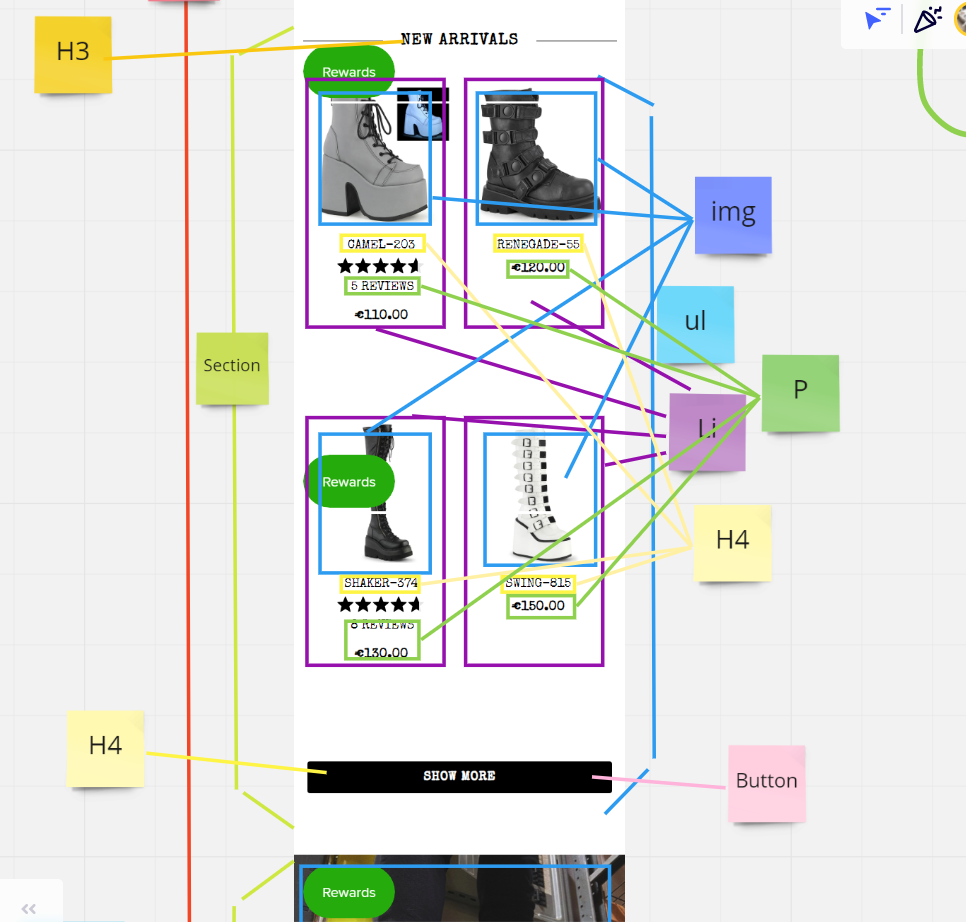 H3
NEW ARRIVALS
Rewards
img
CAMEL-203
RENEGADE-55
5 REVIEWS
€120.00
€110.00
ul
Section
P
Li
Rewards
H4
SHAKER-374
SWING-815
€150.00
8 REVIEWS
€130.00
H4
SHOW MORE
Button
Rewards